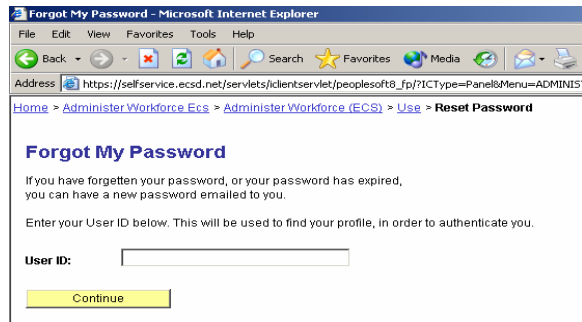 Forgot My Password - Microsoft Internet Explorer
File Edit View Favorites Tools Help
Back Search Favorites Media
Address https://selfservice.ecsd.net/servlets/iclientservlet/peoplesoft8_fp/?ICType=Panel&Menu=ADMINIS
Home > Administer Workforce Ecs > Administer Workforce (ECS) > Use > Reset Password
Forgot My Password
If you have forgetten your password, or your password has expired,
you can have a new password emailed to you.
Enter your User ID below. This will be used to find your profile, in order to authenticate you.
User ID:
Continue